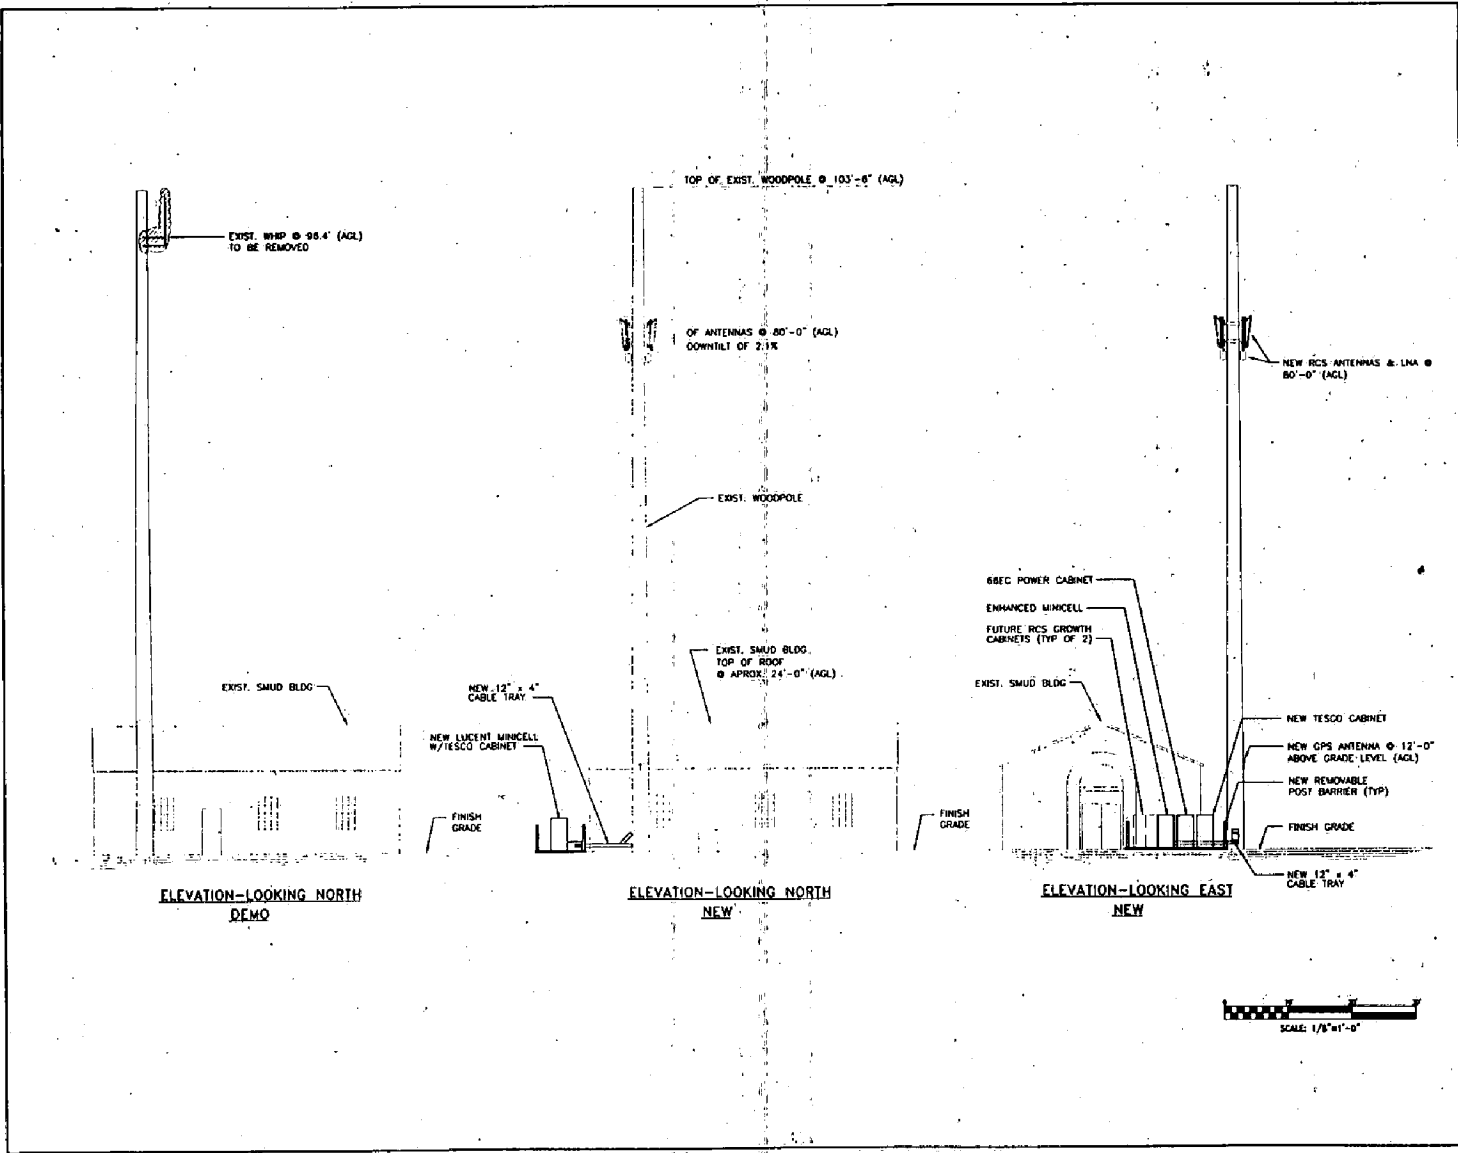 TOP OF EXIST. WOODPOLE @ 103'-6" (AGL)
EXIST. WHIP @ 96.4' (AGL)
TO BE REMOVED
OF ANTENNAS @ 80'-0" (AGL)
DOWNTILT OF 2.1%
NEW RCS ANTENNAS & LNA @
80'-0" (AGL)
EXIST. WOODPOLE
EXIST. SMUD BLDG
NEW 12" x 4"
CABLE TRAY
NEW LUCENT MINICELL
W/TESCO CABINET
EXIST. SMUD BLDG.
TOP OF ROOF
@ APROX. 24'-0" (AGL)
POWER CABINET
ENHANCED MINICELL
FUTURE RCS GROWTH
CABINETS (TYP OF 2)
EXIST. SMUD BLDG
NEW TESCO CABINET
NEW GPS ANTENNA @ 12'-0"
ABOVE GRADE LEVEL (AGL)
NEW REMOVABLE
POST BARRIER (TYP)
FINISH
GRADE
FINISH
GRADE
FINISH GRADE
NEW 12" x 4"
CABLE TRAY
ELEVATION-LOOKING NORTH
DEMO
ELEVATION-LOOKING NORTH
NEW
ELEVATION-LOOKING EAST
NEW
SCALE: 1/8"=1'-0"